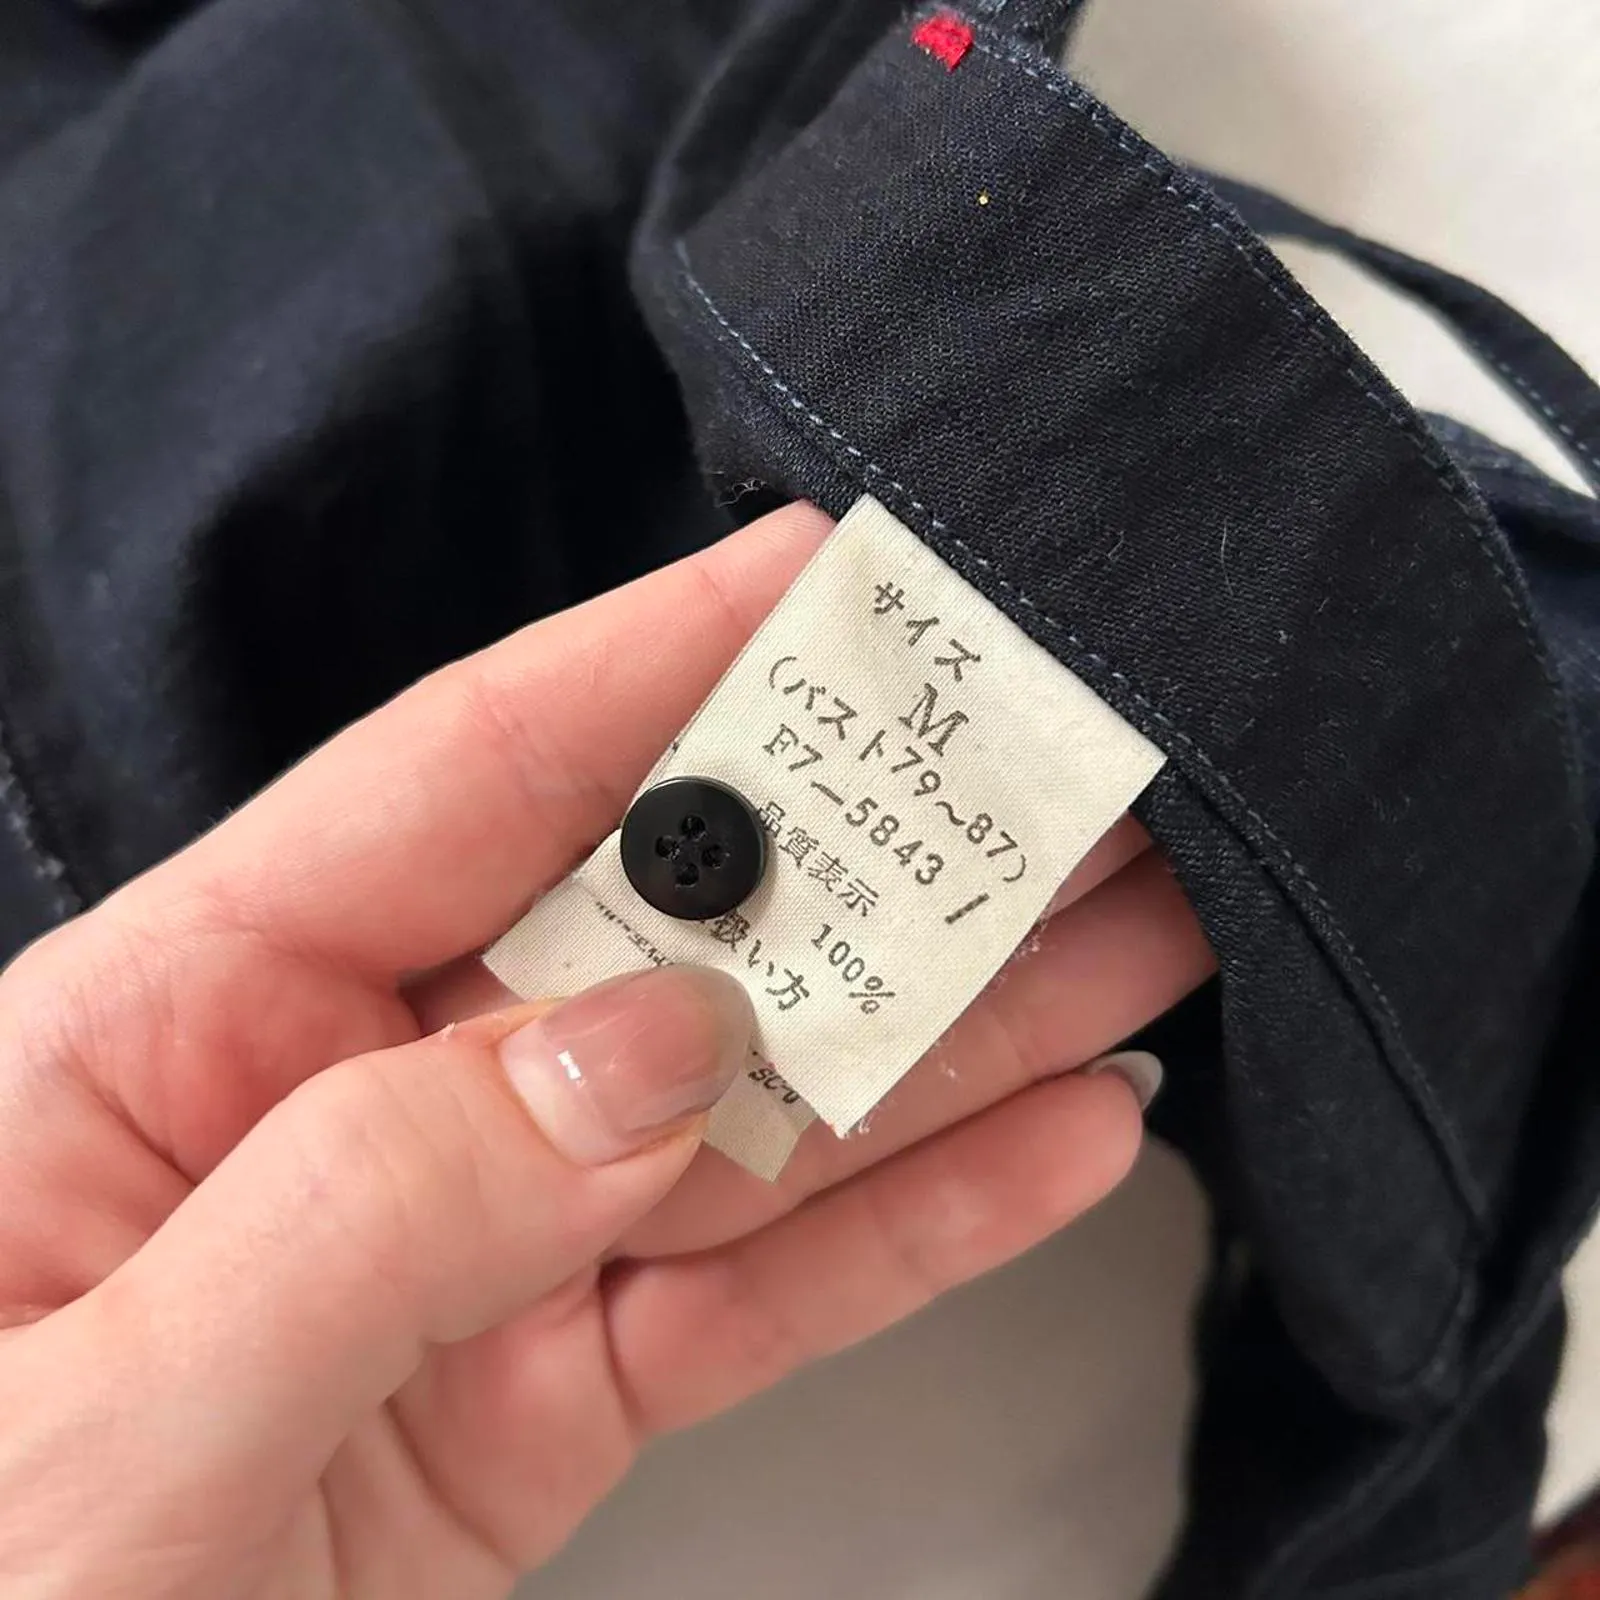 サイズ
M
(バスト79～87)
F7-5843 /
品質表示
100%
扱い方